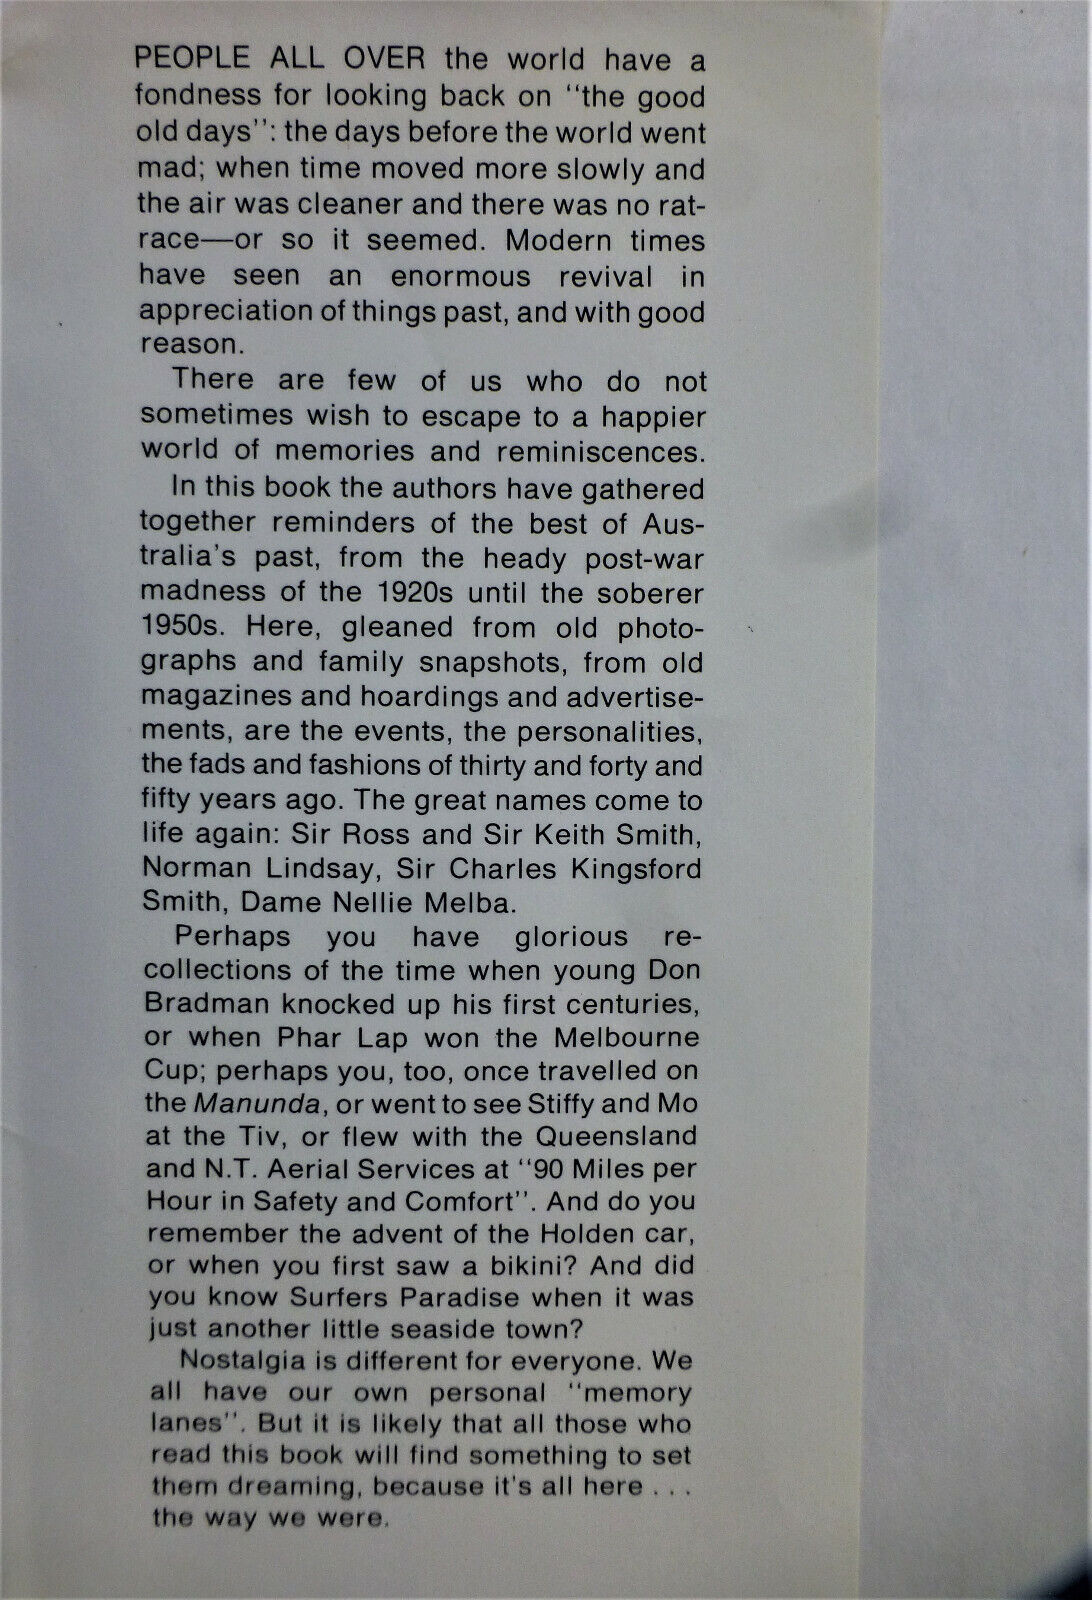 PEOPLE ALL OVER the world have a
fondness for looking back on "the good
old days": the days before the world went
mad; when time moved more slowly and
the air was cleaner and there was no rat-
race—or so it seemed. Modern times
have seen an enormous revival in
appreciation of things past, and with good
reason.
There are few of us who do not
sometimes wish to escape to a happier
world of memories and reminiscences.
In this book the authors have gathered
together reminders of the best of Aus-
tralia's past, from the heady post-war
madness of the 1920s until the soberer
1950s. Here, gleaned from old photo-
graphs and family snapshots, from old
magazines and hoardings and advertise-
ments, are the events, the personalities,
the fads and fashions of thirty and forty and
fifty years ago. The great names come to
life again: Sir Ross and Sir Keith Smith,
Norman Lindsay, Sir Charles Kingsford
Smith, Dame Nellie Melba.
Perhaps you have glorious re-
collections of the time when young Don
Bradman knocked up his first centuries,
or when Phar Lap won the Melbourne
Cup; perhaps you, too, once travelled on
the Manunda, or went to see Stiffy and Mo
at the Tiv, or flew with the Queensland
and N.T. Aerial Services at "90 Miles per
Hour in Safety and Comfort". And do you
remember the advent of the Holden car,
or when you first saw a bikini? And did
you know Surfers Paradise when it was
just another little seaside town?
Nostalgia is different for everyone. We
all have our own personal "memory
lanes". But it is likely that all those who
read this book will find something to set
them dreaming, because it's all here . . .
the way we were.